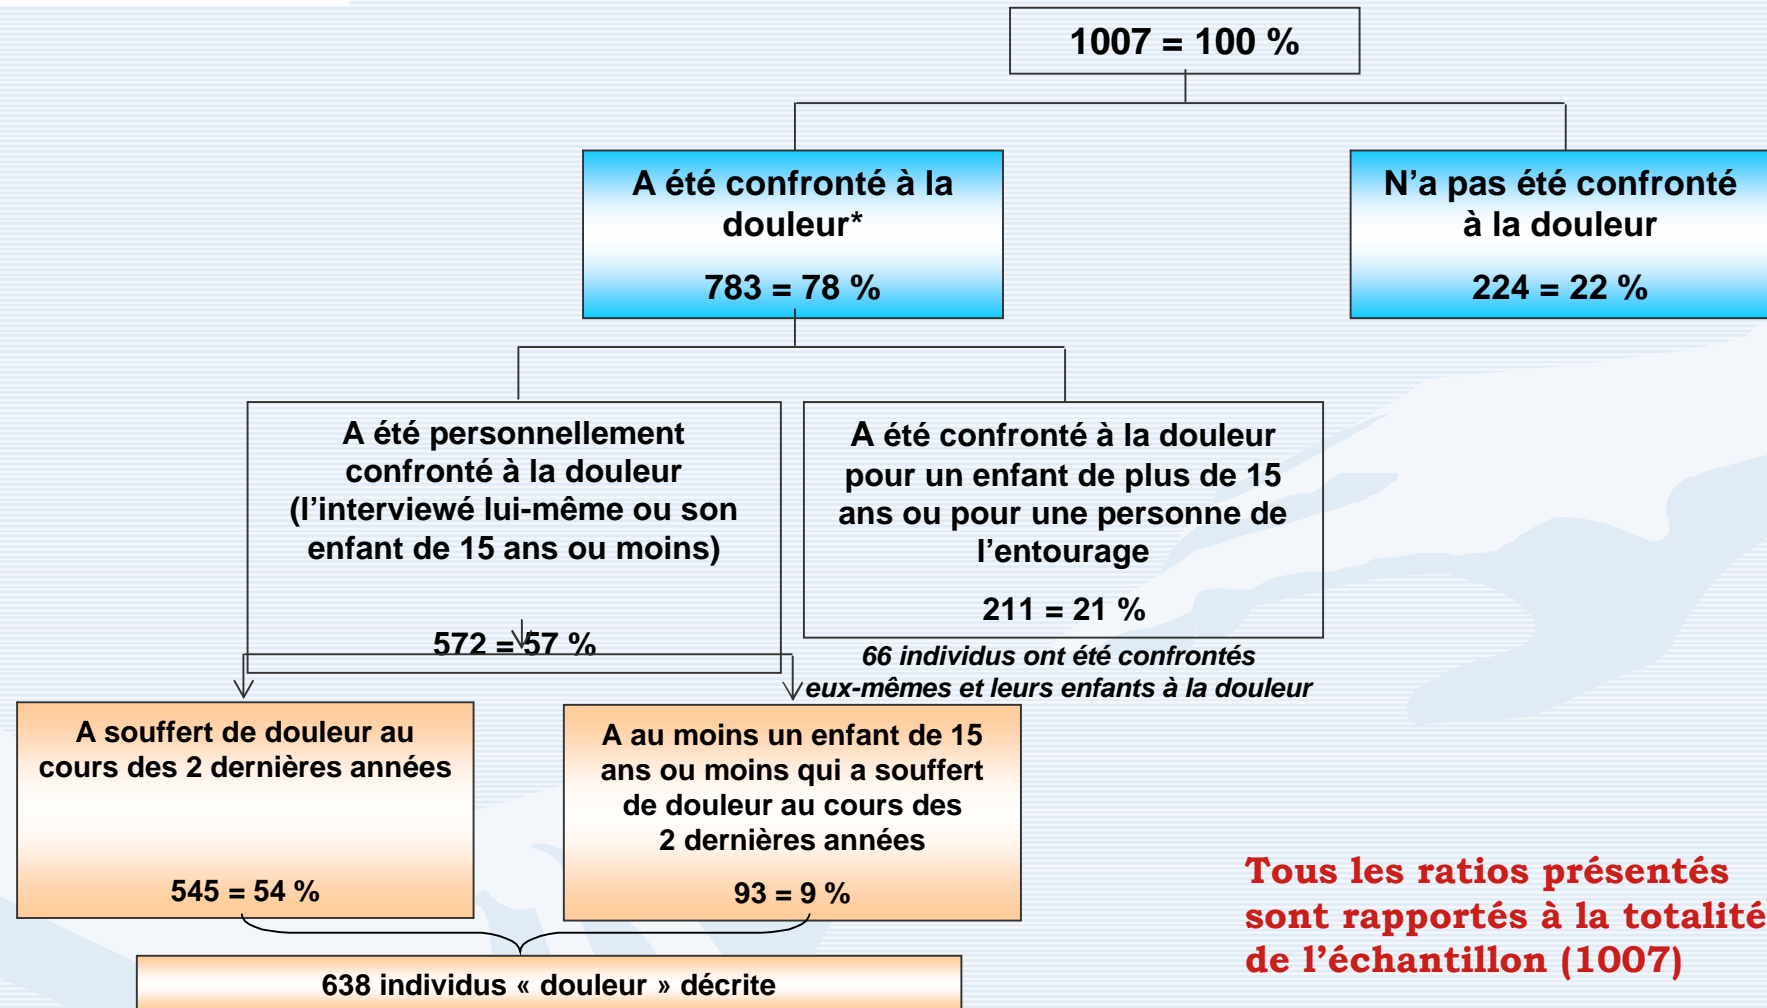 1007 = 100 %
A été confronté à la
douleur*
783 = 78 %
N'a pas été confronté
à la douleur
224 = 22 %
A été personnellement
confronté à la douleur
(l'interviewé lui-même ou son
enfant de 15 ans ou moins)
572 = 57 %
A été confronté à la douleur
pour un enfant de plus de 15
ans ou pour une personne de
l'entourage
211 = 21 %
66 individus ont été confrontés
eux-mêmes et leurs enfants à la douleur
A souffert de douleur au
cours des 2 dernières années
545 = 54 %
A au moins un enfant de 15
ans ou moins qui a souffert
de douleur au cours des
2 dernières années
93 = 9 %
638 individus « douleur » décrite
Tous les ratios présentés
sont rapportés à la totalité
de l'échantillon (1007)